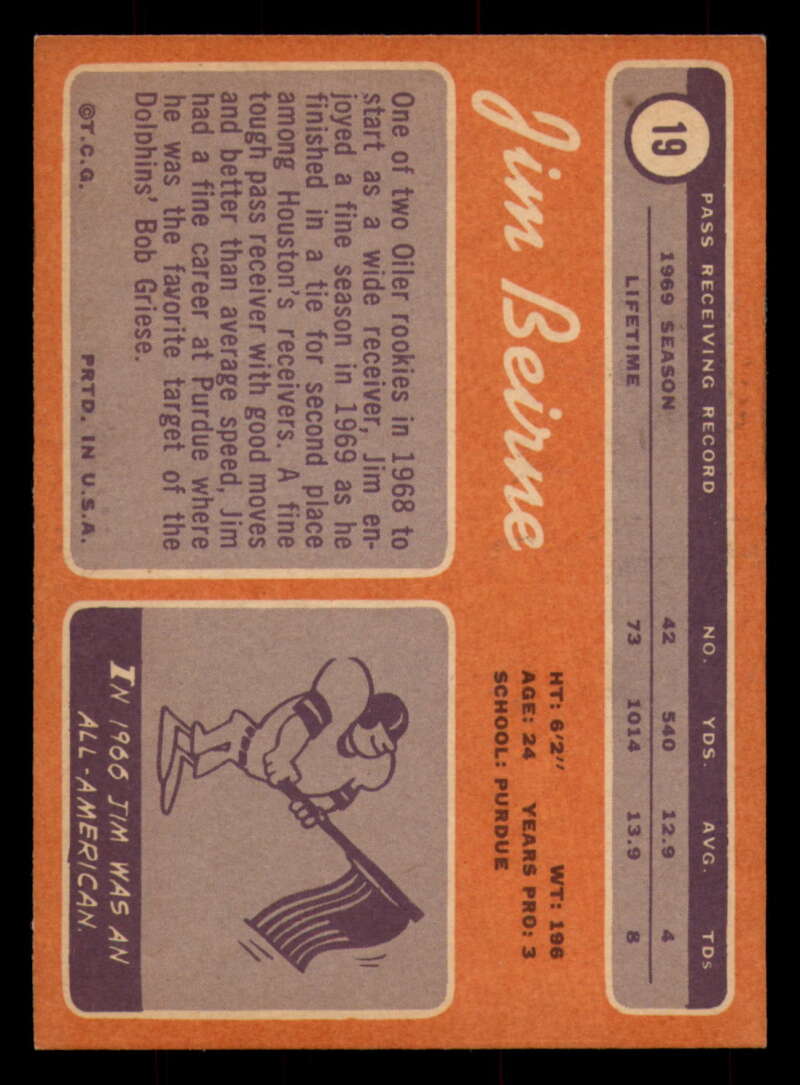 19
PASS RECEIVING RECORD NO. YDS. AVG. TDs
1969 SEASON 42 540 12.9 4
LIFETIME 73 1014 13.9 8
Jim Beirne
HT: 6'2" WT: 196
AGE: 24 YEARS PRO: 3
SCHOOL: PURDUE
One of two Oiler rookies in 1968 to
start as a wide receiver, Jim en-
joyed a fine season in 1969 as he
finished in a tie for second place
among Houston's receivers. A fine
tough pass receiver with good moves
and better than average speed, Jim
had a fine career at Purdue where
he was the favorite target of the
Dolphins' Bob Griese.
©T.C.G. PRTD. IN U.S.A.
IN 1966 JIM WAS AN
ALL-AMERICAN.